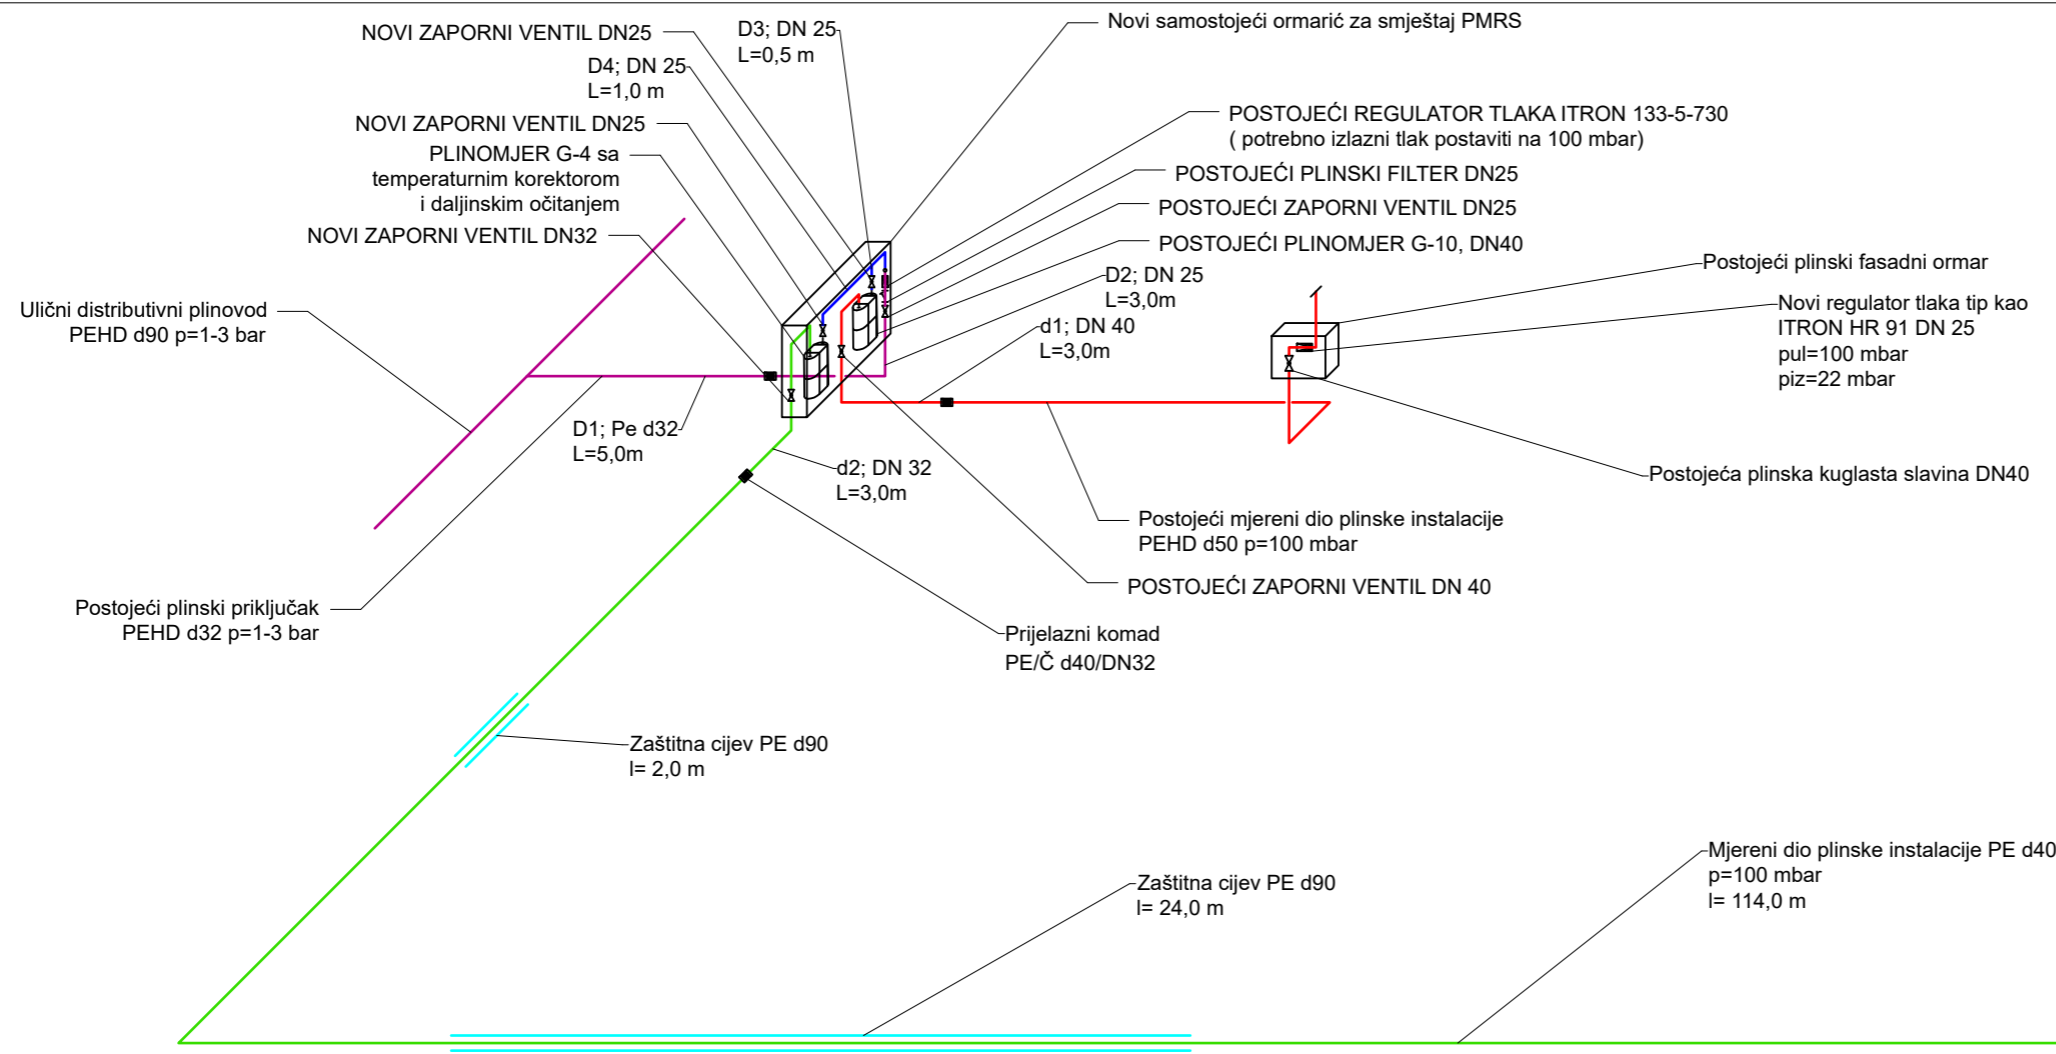 NOVI ZAPORNI VENTIL DN25
D3; DN 25
L=0,5 m
Novi samostojeći ormarić za smještaj PMRS
D4; DN 25
L=1,0 m
NOVI ZAPORNI VENTIL DN25
PLINOMJER G-4 sa
temperaturnim korektorom
i daljinskim očitanjem
NOVI ZAPORNI VENTIL DN32
POSTOJEĆI REGULATOR TLAKA ITRON 133-5-730
( potrebno izlazni tlak postaviti na 100 mbar)
POSTOJEĆI PLINSKI FILTER DN25
POSTOJEĆI ZAPORNI VENTIL DN25
POSTOJEĆI PLINOMJER G-10, DN40
D2; DN 25
L=3,0m
d1; DN 40
L=3,0m
Postojeći plinski fasadni ormar
Novi regulator tlaka tip kao
ITRON HR 91 DN 25
pul=100 mbar
piz=22 mbar
Ulični distributivni plinovod
PEHD d90 p=1-3 bar
D1; Pe d32
L=5,0m
d2; DN 32
L=3,0m
Postojeća plinska kuglasta slavina DN40
Postojeći mjereni dio plinske instalacije
PEHD d50 p=100 mbar
POSTOJEĆI ZAPORNI VENTIL DN 40
Postojeći plinski priključak
PEHD d32 p=1-3 bar
Prijelazni komad
PE/Č d40/DN32
Zaštitna cijev PE d90
l= 2,0 m
Zaštitna cijev PE d90
l= 24,0 m
Mjereni dio plinske instalacije PE d40
p=100 mbar
l= 114,0 m